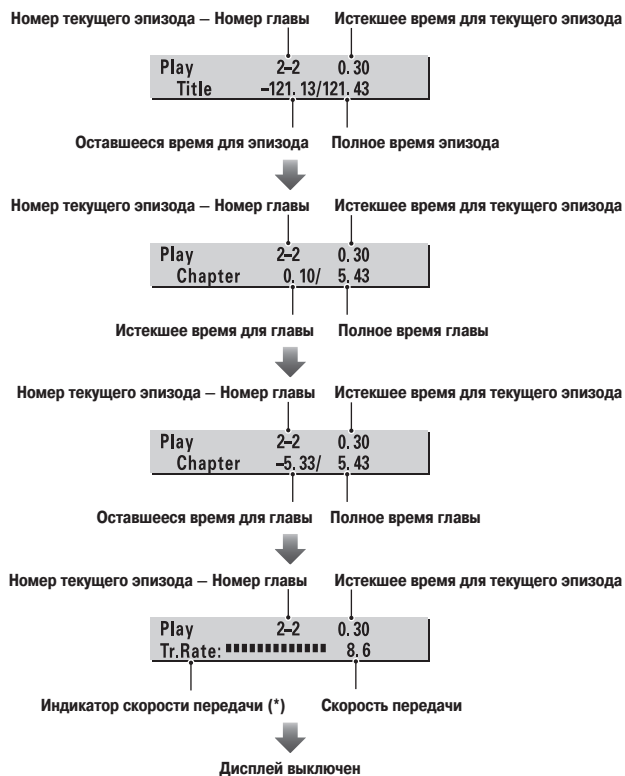 Номер текущего эпизода – Номер главы Истекшее время для текущего эпизода
Play 2–2 0.30
Title –121.13/121.43
Оставшееся время для эпизода Полное время эпизода
Номер текущего эпизода – Номер главы Истекшее время для текущего эпизода
Play 2–2 0.30
Chapter 0.10/ 5.43
Истекшее время для главы Полное время главы
Номер текущего эпизода – Номер главы Истекшее время для текущего эпизода
Play 2–2 0.30
Chapter –5.33/ 5.43
Оставшееся время для главы Полное время главы
Номер текущего эпизода – Номер главы Истекшее время для текущего эпизода
Play 2–2 0.30
Tr.Rate: 8.6
Индикатор скорости передачи (*) Скорость передачи
Дисплей выключен